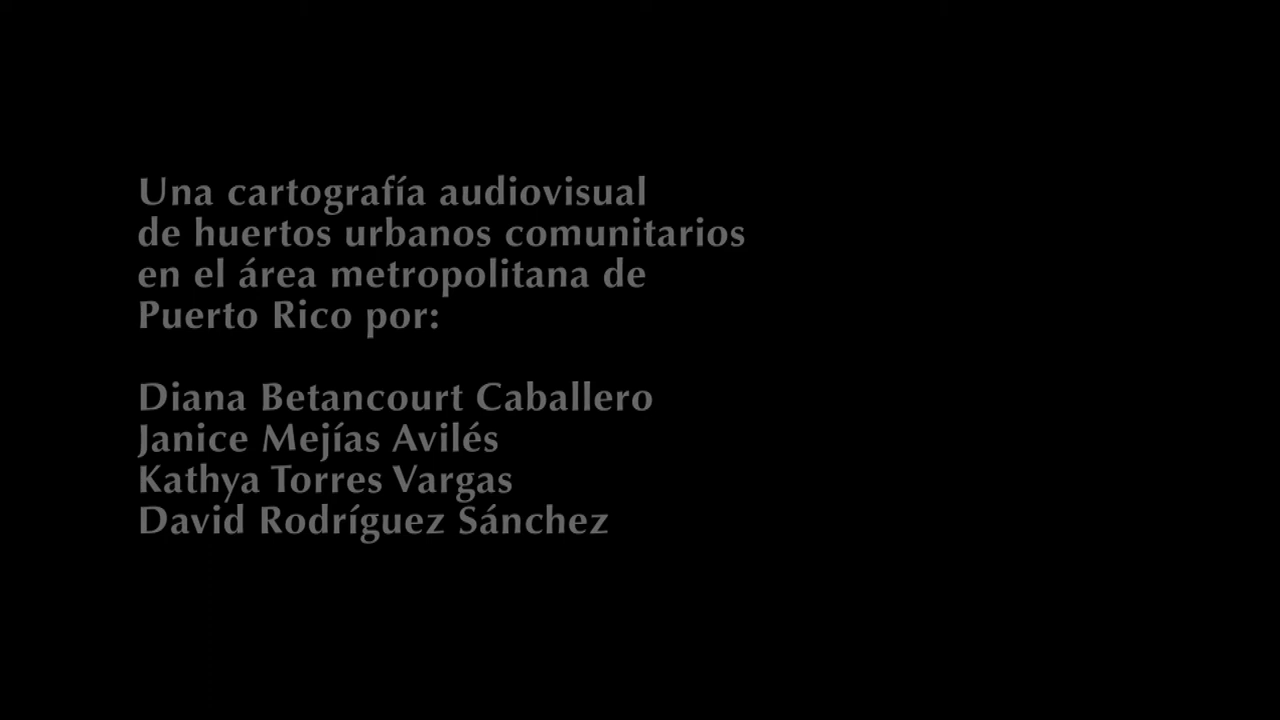 Una cartografía audiovisual
de huertos urbanos comunitarios
en el área metropolitana de
Puerto Rico por:
Diana Betancourt Caballero
Janice Mejías Avilés
Kathya Torres Vargas
David Rodríguez Sánchez